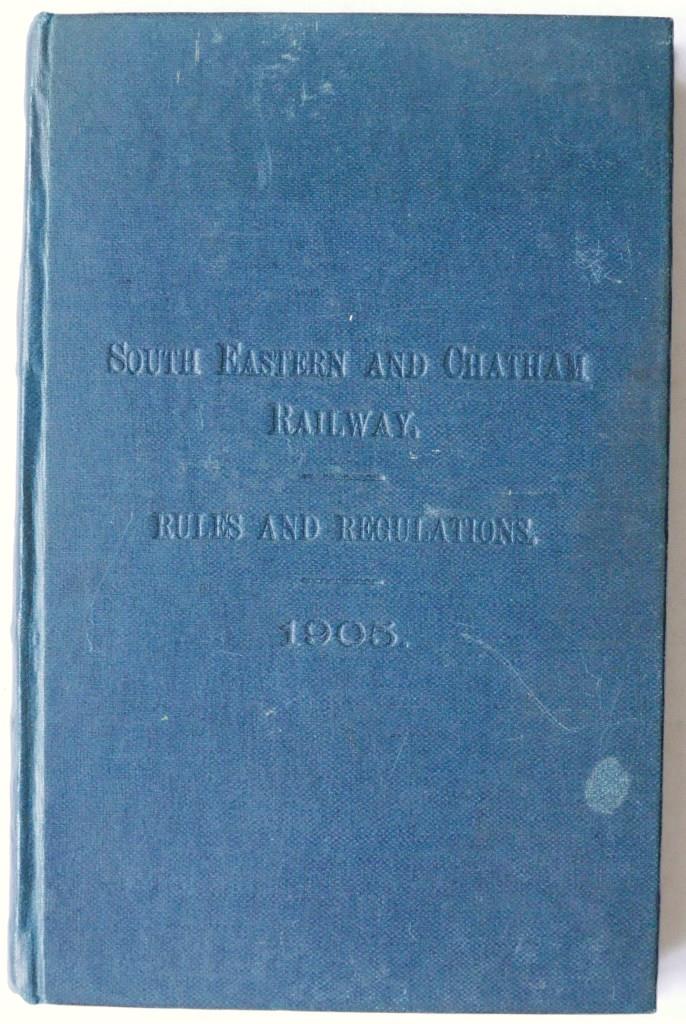 South Eastern and Chatham
Railway.
Rules and Regulations.
1905.